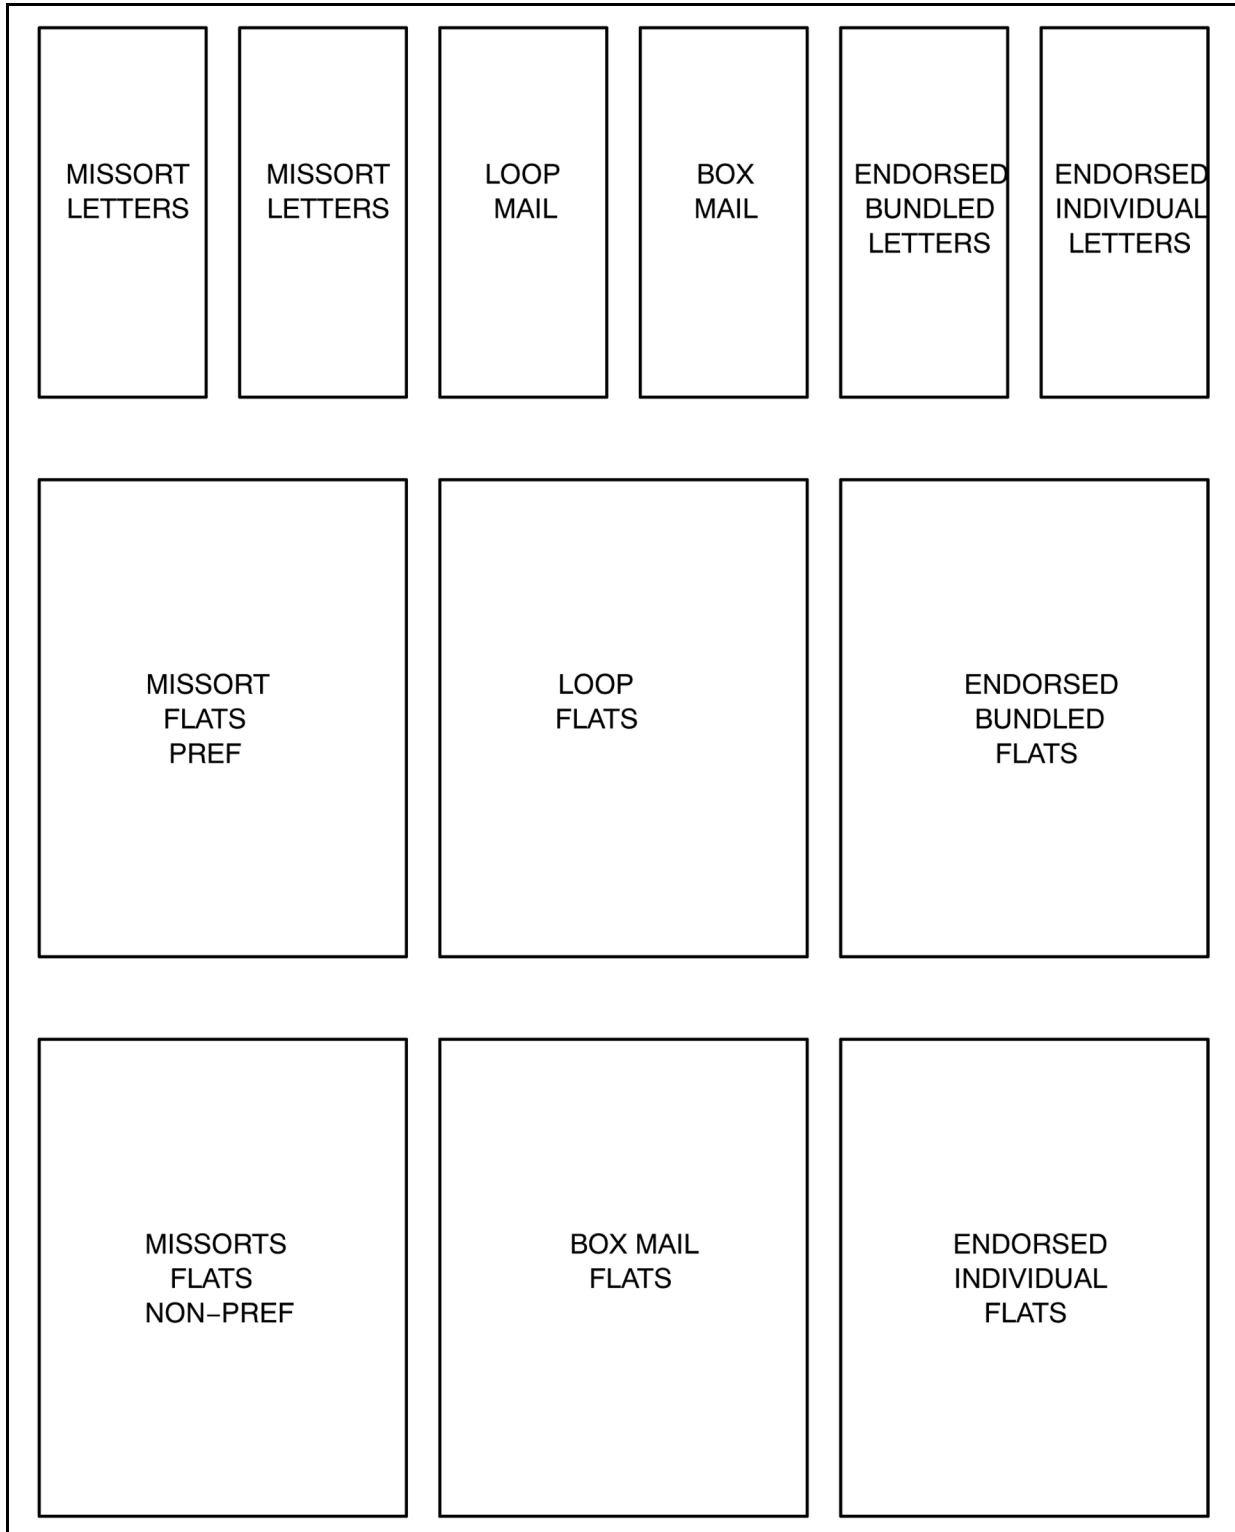 MISSORT
LETTERS
MISSORT
LETTERS
LOOP
MAIL
BOX
MAIL
ENDORSED
BUNDLED
LETTERS
ENDORSED
INDIVIDUAL
LETTERS
MISSORT
FLATS
PREF
LOOP
FLATS
ENDORSED
BUNDLED
FLATS
MISSORTS
FLATS
NON−PREF
BOX MAIL
FLATS
ENDORSED
INDIVIDUAL
FLATS